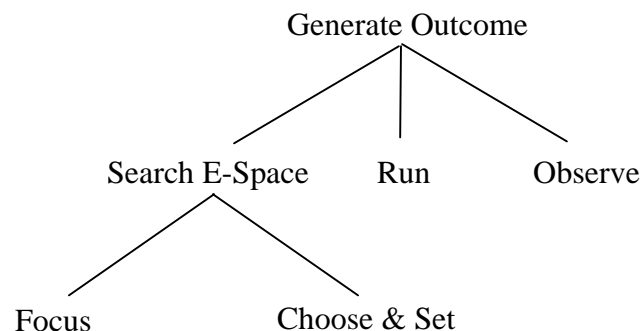 Generate Outcome
Search E-Space Run Observe
Focus Choose & Set